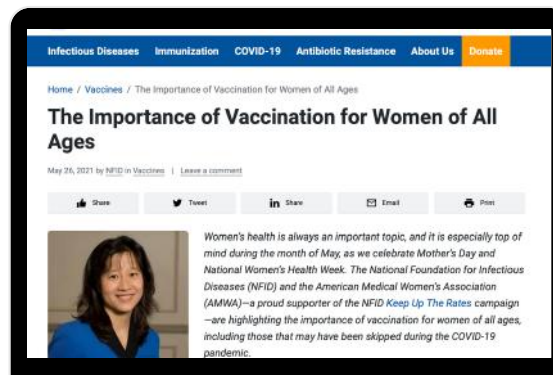 Infectious Diseases Immunization COVID-19 Antibiotic Resistance About Us Donate
Home / Vaccines / The Importance of Vaccination for Women of All Ages
The Importance of Vaccination for Women of All
Ages
May 26, 2021 by NFID in Vaccines | Leave a comment
Share Tweet Share Email Print
Women's health is always an important topic, and it is especially top of
mind during the month of May, as we celebrate Mother's Day and
National Women's Health Week. The National Foundation for Infectious
Diseases (NFID) and the American Medical Women's Association
(AMWA)—a proud supporter of the NFID Keep Up The Rates campaign
—are highlighting the importance of vaccination for women of all ages,
including those that may have been skipped during the COVID-19
pandemic.